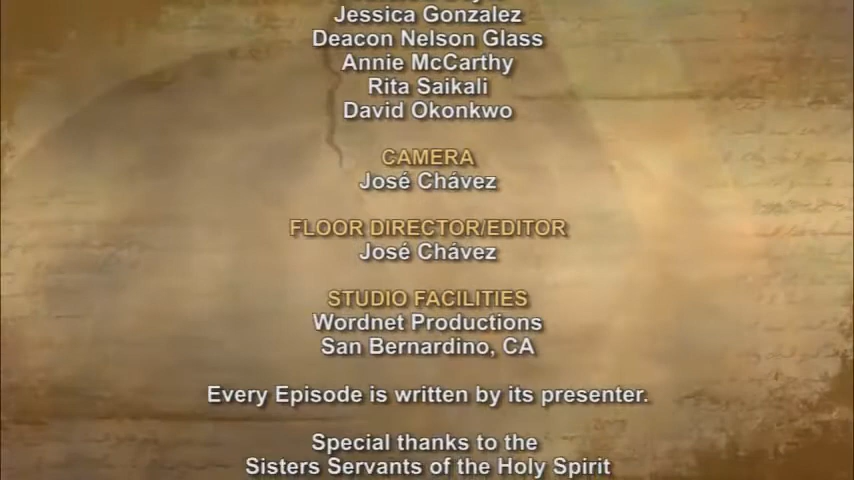 Jessica Gonzalez
Deacon Nelson Glass
Annie McCarthy
Rita Saikali
David Okonkwo
CAMERA
José Chávez
FLOOR DIRECTOR/EDITOR
José Chávez
STUDIO FACILITIES
Wordnet Productions
San Bernardino, CA
Every Episode is written by its presenter.
Special thanks to the
Sisters Servants of the Holy Spirit